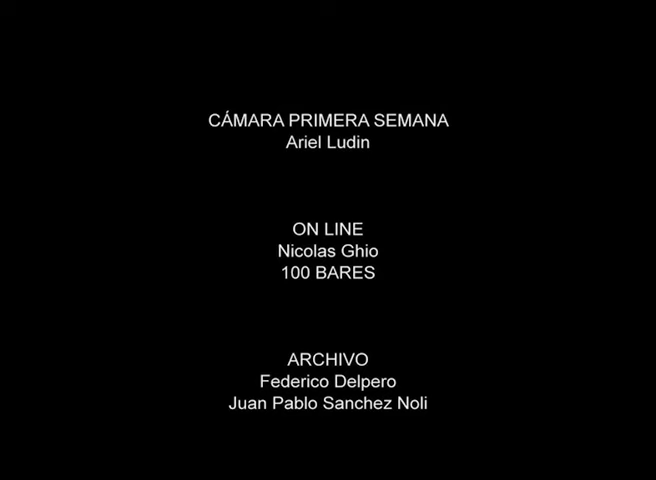 CÁMARA PRIMERA SEMANA
Ariel Ludin
ON LINE
Nicolas Ghio
100 BARES
ARCHIVO
Federico Delpero
Juan Pablo Sanchez Noli